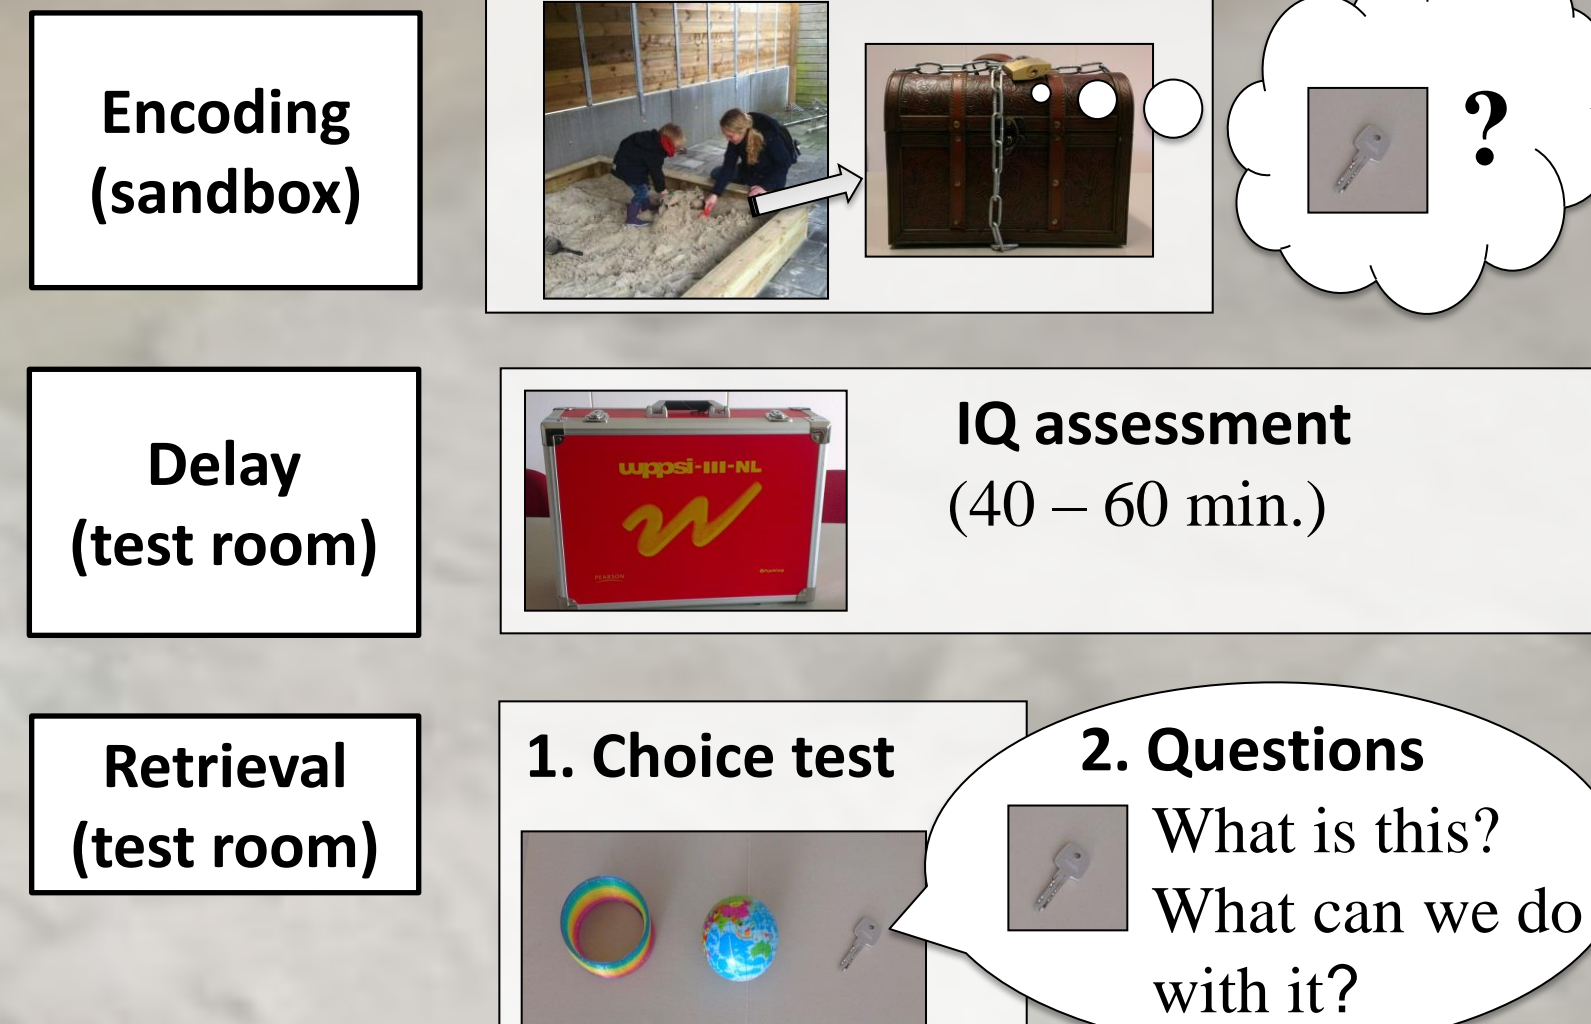 Encoding
(sandbox)
?
Delay
(test room)
wppsi-III-NL
PEARSON
IQ assessment
(40 – 60 min.)
Retrieval
(test room)
1. Choice test
2. Questions
What is this?
What can we do
with it?